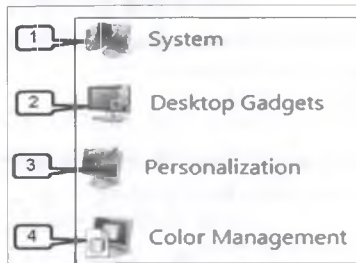 1 System
2 Desktop Gadgets
3 Personalization
4 Color Management